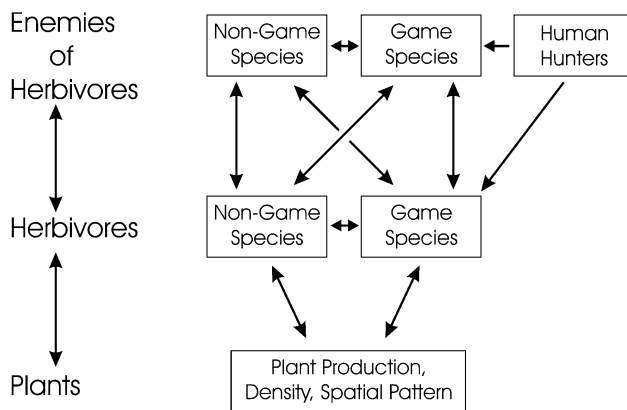 Enemies
of
Herbivores
Non-Game
Species
Game
Species
Human
Hunters
Herbivores
Non-Game
Species
Game
Species
Plants
Plant Production,
Density, Spatial Pattern